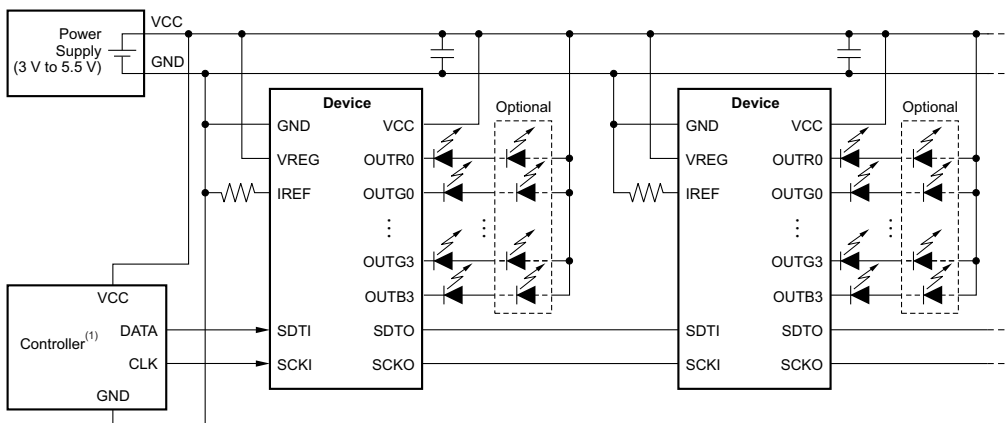 VCC
Power
Supply
(3 V to 5.5 V)
GND
Device
GND
VREG
IREF
SDTI
SCKI
VCC
OUTR0
OUTG0
⋮
⋮
OUTG3
OUTB3
SDTO
SCKO
Optional
Device
GND
VREG
IREF
SDTI
SCKI
VCC
OUTR0
OUTG0
⋮
⋮
OUTG3
OUTB3
SDTO
SCKO
Optional
VCC
Controller(1)
DATA
CLK
GND